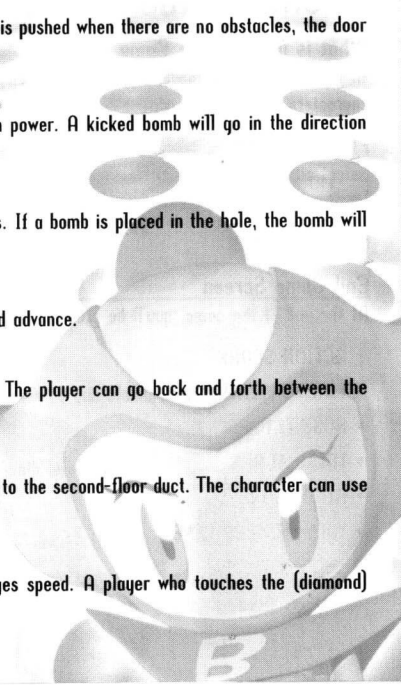 is pushed when there are no obstacles, the door
power. A kicked bomb will go in the direction
If a bomb is placed in the hole, the bomb will
advance.
The player can go back and forth between the
to the second-floor duct. The character can use
speed. A player who touches the (diamond)
B